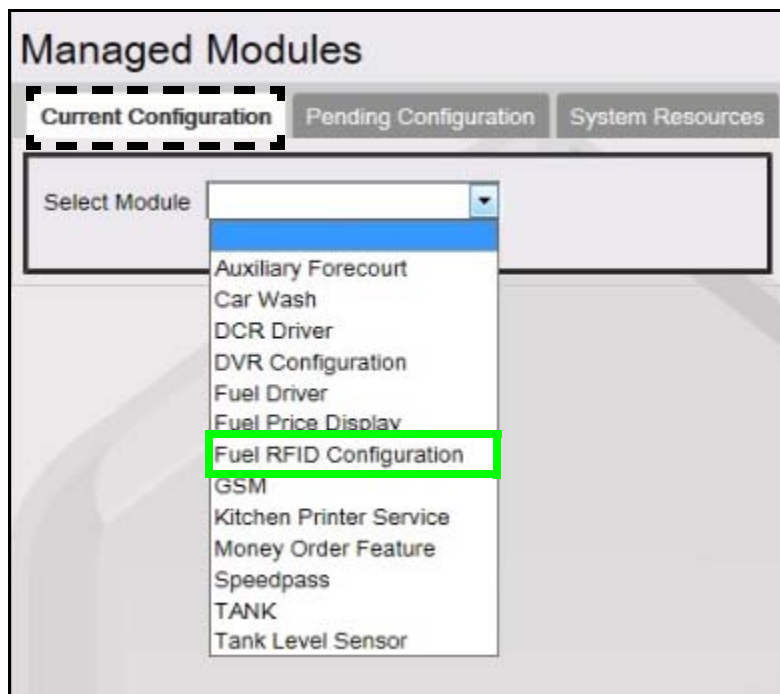 Managed Modules
Current Configuration Pending Configuration System Resources
Select Module
Auxiliary Forecourt
Car Wash
DCR Driver
DVR Configuration
Fuel Driver
Fuel Price Display
Fuel RFID Configuration
GSM
Kitchen Printer Service
Money Order Feature
Speedpass
TANK
Tank Level Sensor